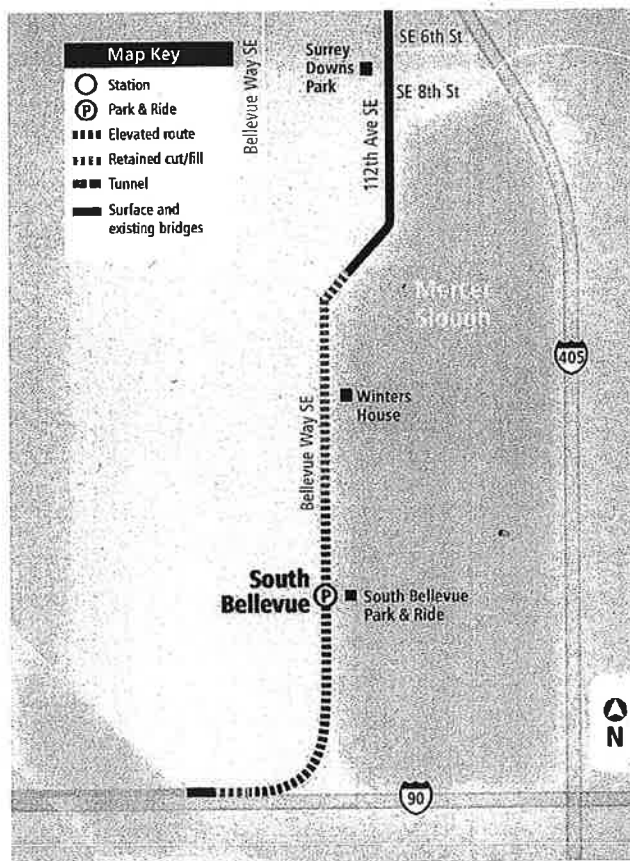 Map Key
Station
P
Park & Ride
Elevated route
Retained cut/fill
Tunnel
Surface and
existing bridges
Bellevue Way SE
Surrey
Downs
Park
SE 6th St
SE 8th St
112th Ave SE
Mercer
Slough
405
Winters
House
Bellevue Way SE
South
Bellevue
P
South Bellevue
Park & Ride
N
90